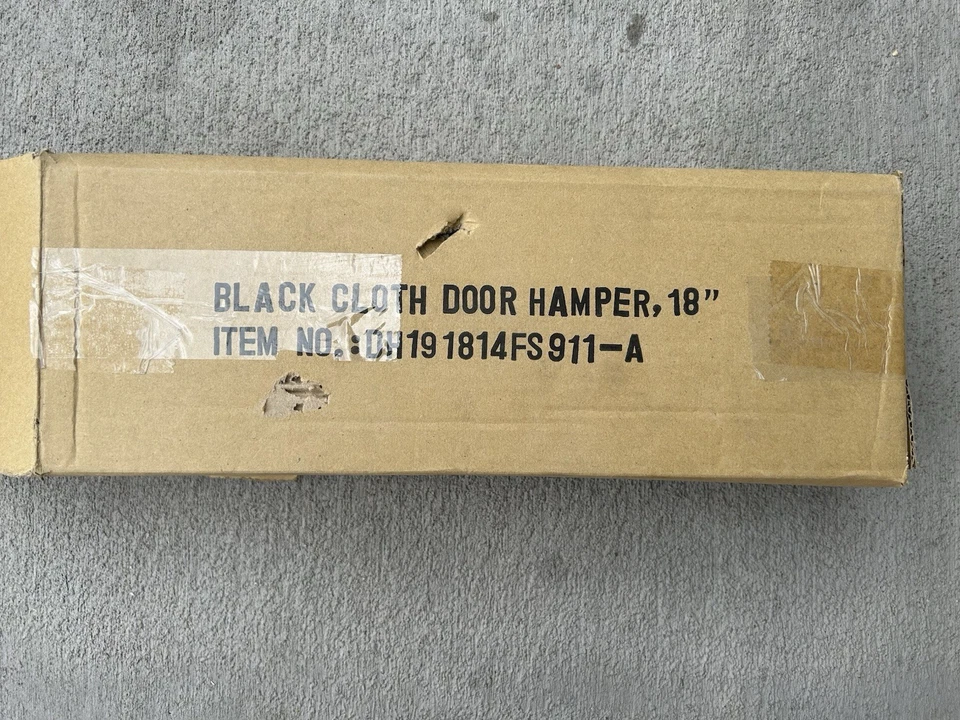 BLACK CLOTH DOOR HAMPER, 18”
ITEM NO.:DH191814FS911-A